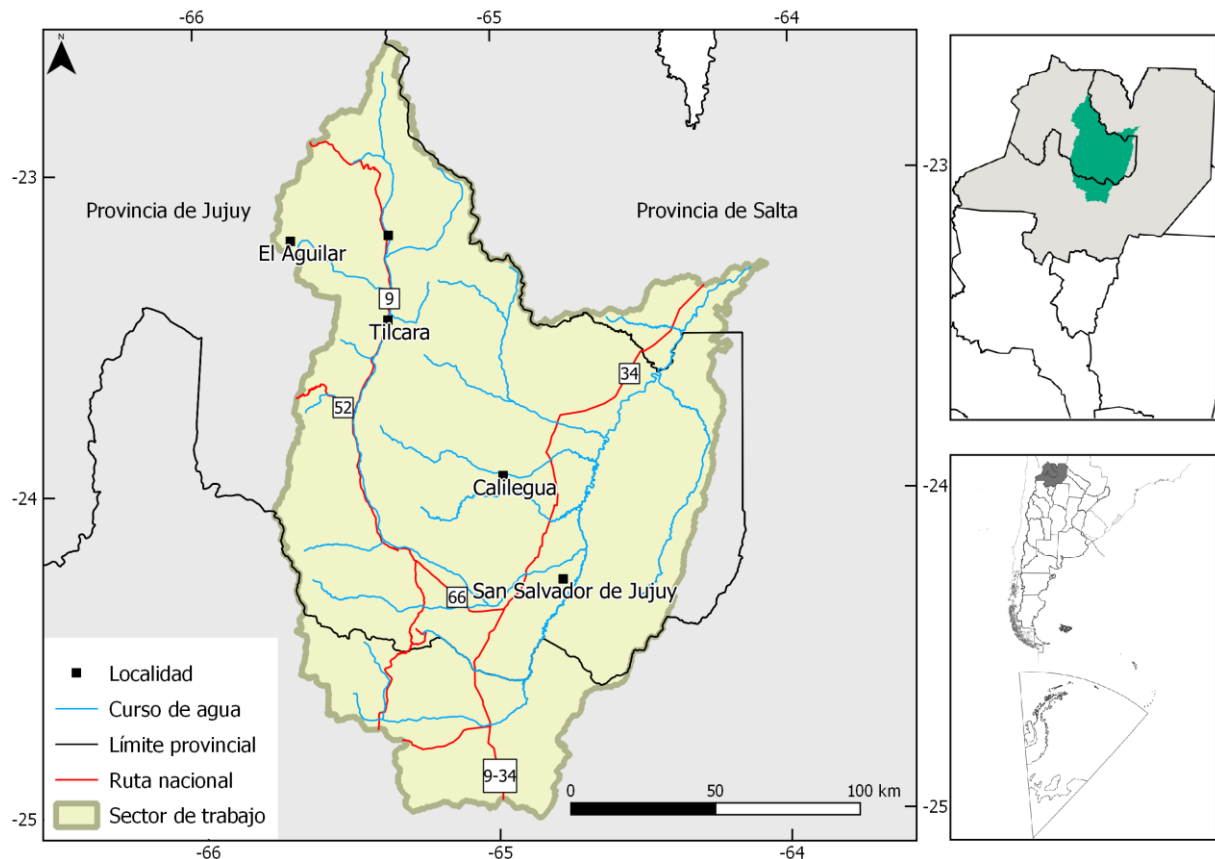 -66
-65
-64
N
-23
-23
Provincia de Jujuy
Provincia de Salta
El Aguilar
9
Tilcara
34
52
Calilegua
-24
-24
66
San Salvador de Jujuy
Localidad
Curso de agua
Límite provincial
Ruta nacional
Sector de trabajo
9-34
0
50
100 km
-25
-25
-66
-65
-64